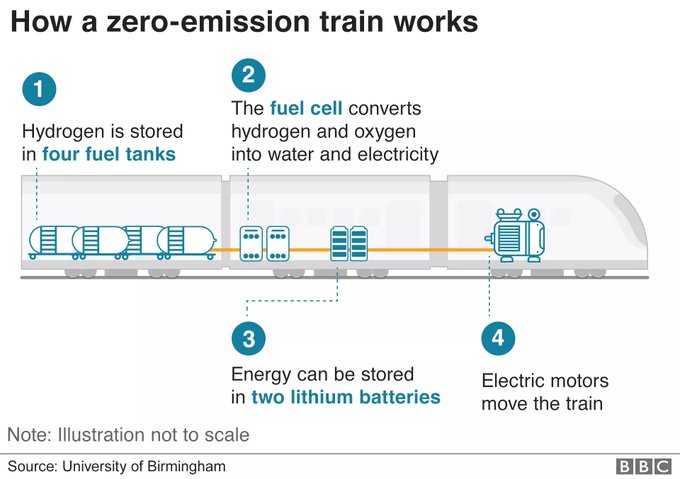 How a zero-emission train works
1
Hydrogen is stored
in four fuel tanks
2
The fuel cell converts
hydrogen and oxygen
into water and electricity
3
Energy can be stored
in two lithium batteries
4
Electric motors
move the train
Note: Illustration not to scale
Source: University of Birmingham
BBC